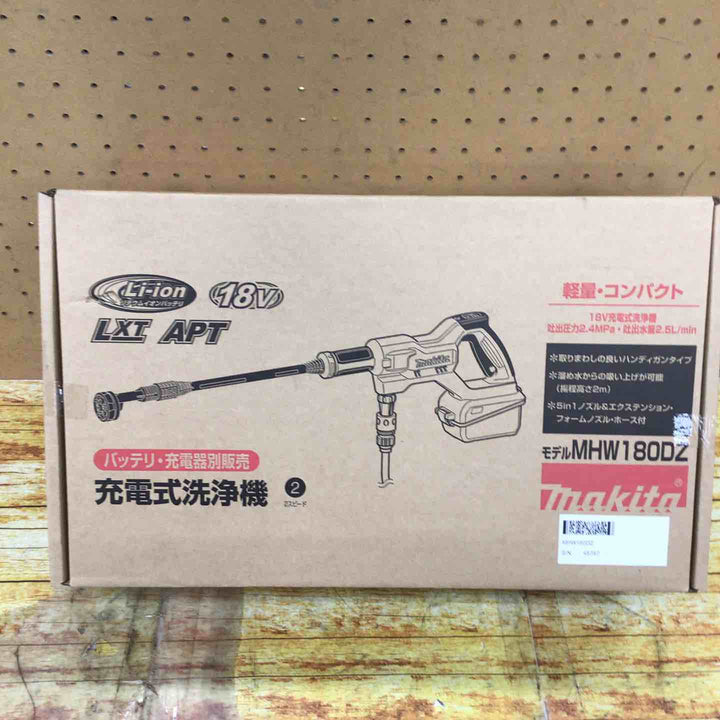 Li-ion
リチウムイオンバッテリ
18V
LXT APT
バッテリ・充電器別販売
充電式洗浄機
2
2スピード
makita
軽量・コンパクト
18V充電式洗浄機
吐出圧力2.4MPa・吐出水量2.5L/min
＊取りまわしの良いハンディガンタイプ
＊溜め水からの吸い上げが可能
（揚程高さ2m）
＊5in1ノズル&エクステンション・
フォームノズル・ホース付
モデルMHW180DZ
makita®
MHW180DZ
S/N